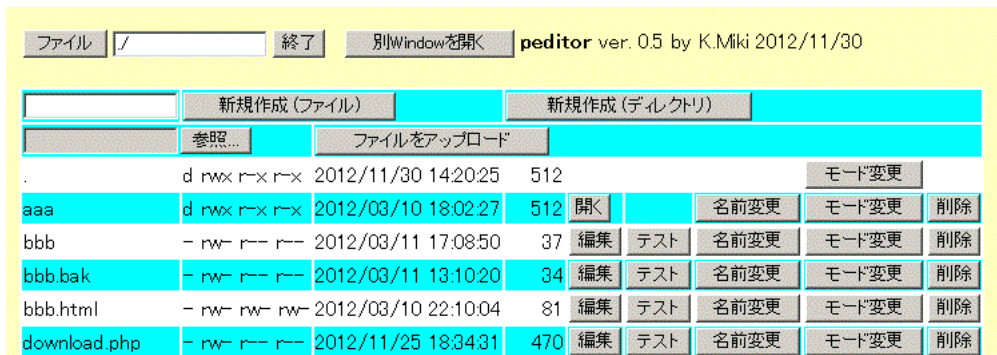 ファイル ./ 終了 別Windowを開く peditor ver. 0.5 by K.Miki 2012/11/30
新規作成(ファイル) 新規作成(ディレクトリ)
参照... ファイルをアップロード
. d rwx r-x r-x 2012/11/30 14:20:25 512 モード変更
aaa d rwx r-x r-x 2012/03/10 18:02:27 512 開く 名前変更 モード変更 削除
bbb - rw- r-- r-- 2012/03/11 17:08:50 37 編集 テスト 名前変更 モード変更 削除
bbb.bak - rw- r-- r-- 2012/03/11 13:10:20 34 編集 テスト 名前変更 モード変更 削除
bbb.html - rw- rw- rw- 2012/03/10 22:10:04 81 編集 テスト 名前変更 モード変更 削除
download.php - rw- r-- r-- 2012/11/25 18:34:31 470 編集 テスト 名前変更 モード変更 削除